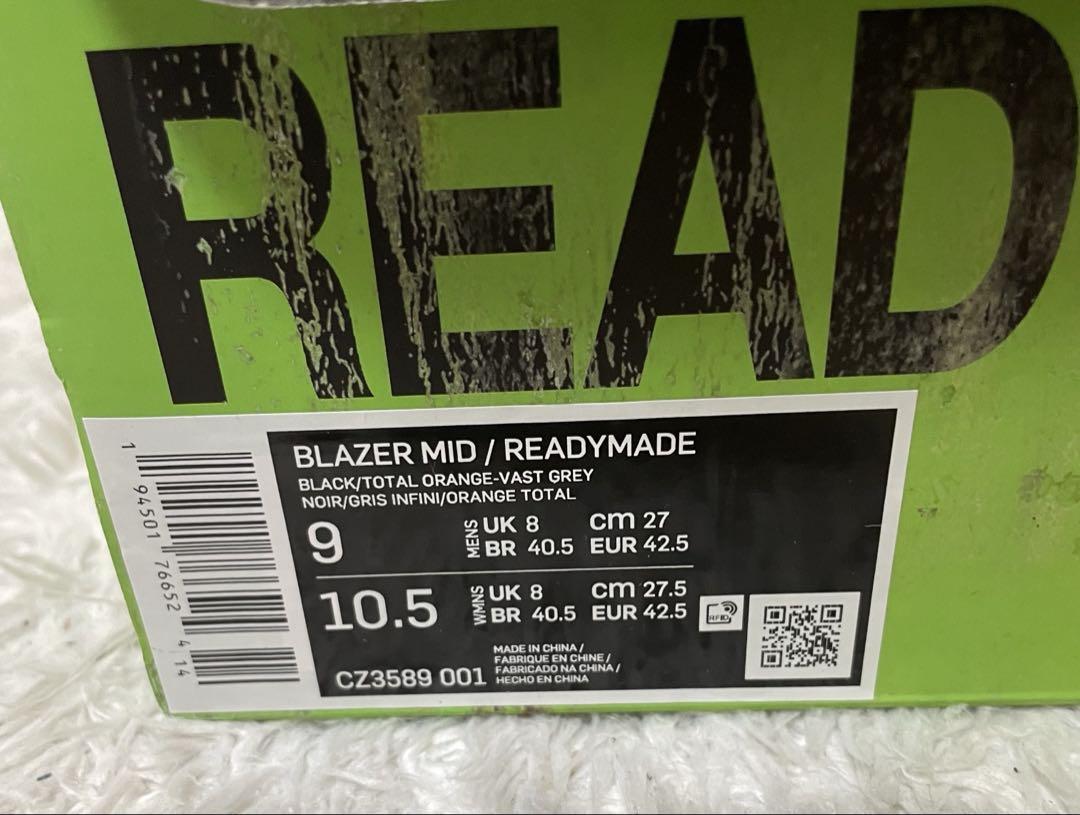 READ
BLAZER MID / READYMADE
BLACK/TOTAL ORANGE-VAST GREY
NOIR/GRIS INFINI/ORANGE TOTAL
9 MENS UK 8 cm 27
BR 40.5 EUR 42.5
10.5 WMNS UK 8 cm 27.5
BR 40.5 EUR 42.5
RFID
CZ3589 001
MADE IN CHINA /
FABRIQUE EN CHINE /
FABRICADO NA CHINA /
HECHO EN CHINA
1 94501 76652 4 14